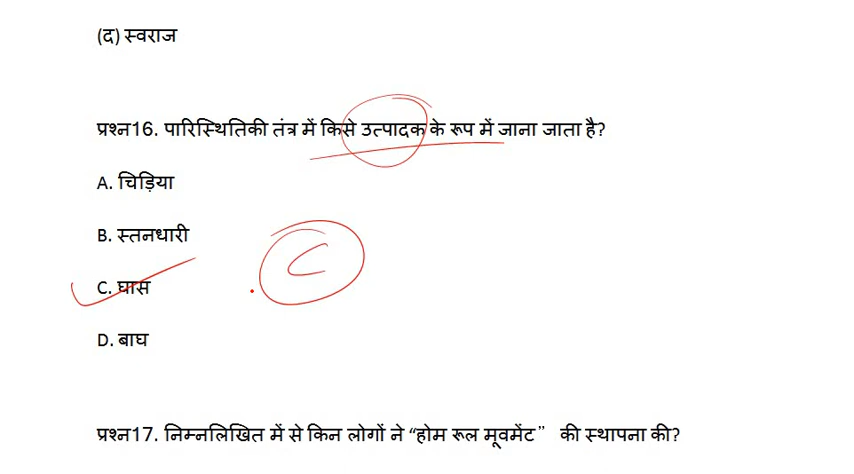 (द) स्वराज
प्रश्न16. पारिस्थितिकी तंत्र में किसे उत्पादक के रूप में जाना जाता है?
A. चिड़िया
B. स्तनधारी
C. घास
C
D. बाघ
प्रश्न17. निम्नलिखित में से किन लोगों ने “होम रूल मूवमेंट” की स्थापना की?